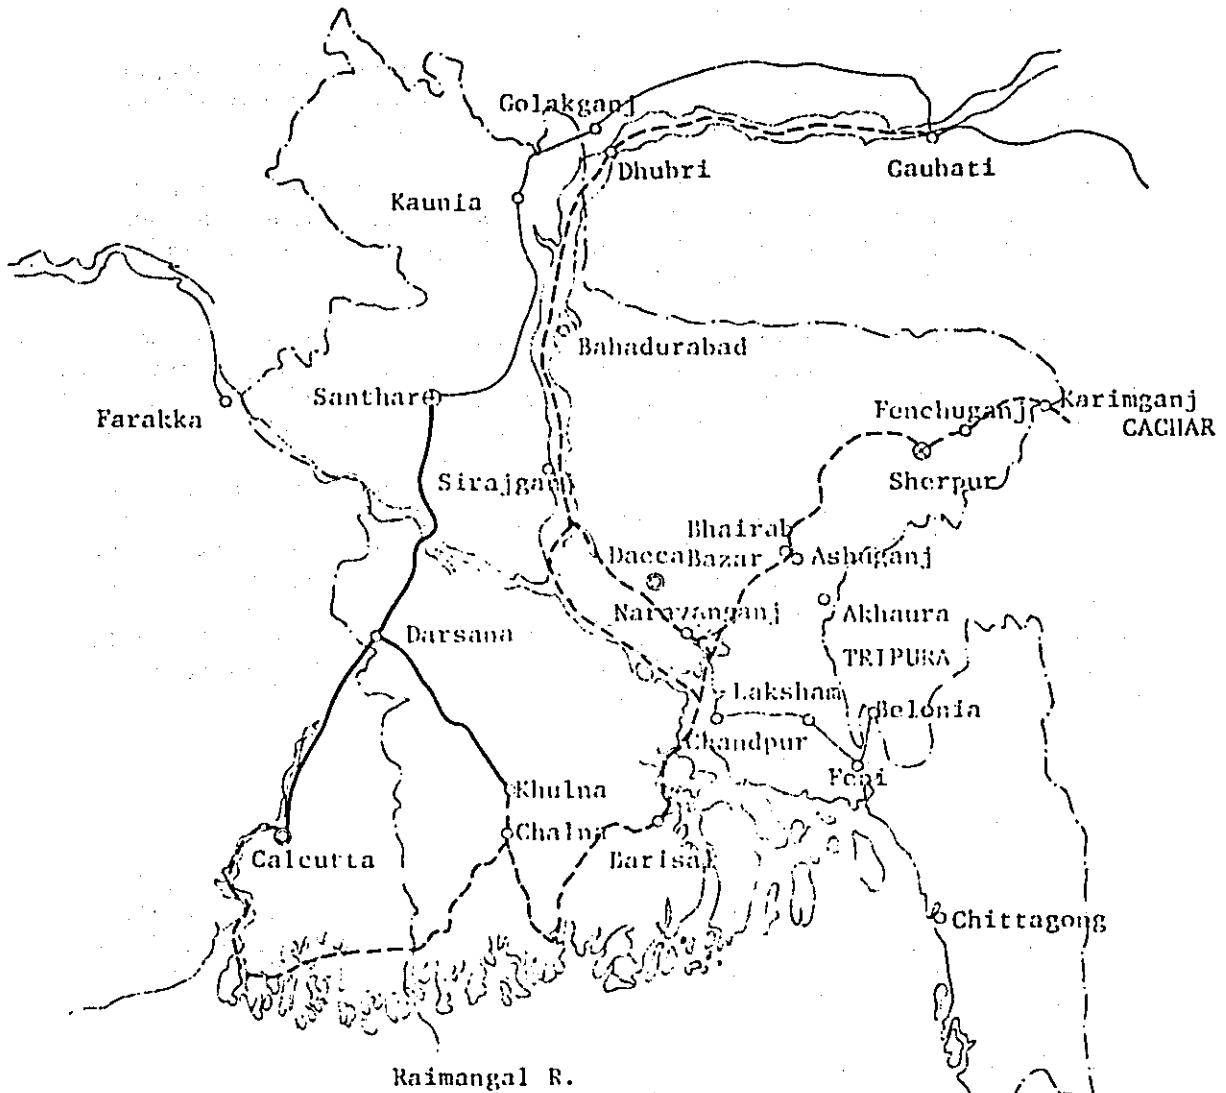 Golakganj
Dhubri
Gauhati
Kaunia
Bahadurabad
Santhar
Farakka
Fenchuganj
Karimganj
CACHAR
Sirajganj
Sherpur
Bhairab
Dacca Bazar
Ashuganj
Narayanganj
Akhaura
Darsana
TRIPURA
Laksham
Belonia
Chandpur
Feni
Khulna
Chalna
Calcutta
Barisal
Chittagong
Raimangal R.